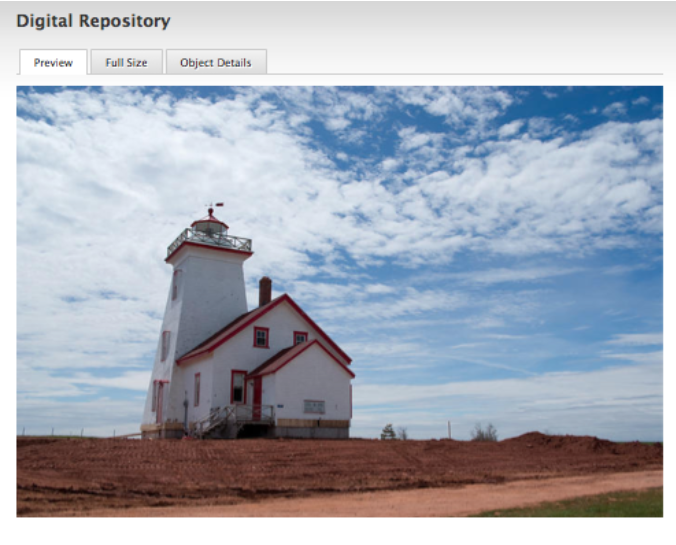 Digital Repository
Preview
Full Size
Object Details